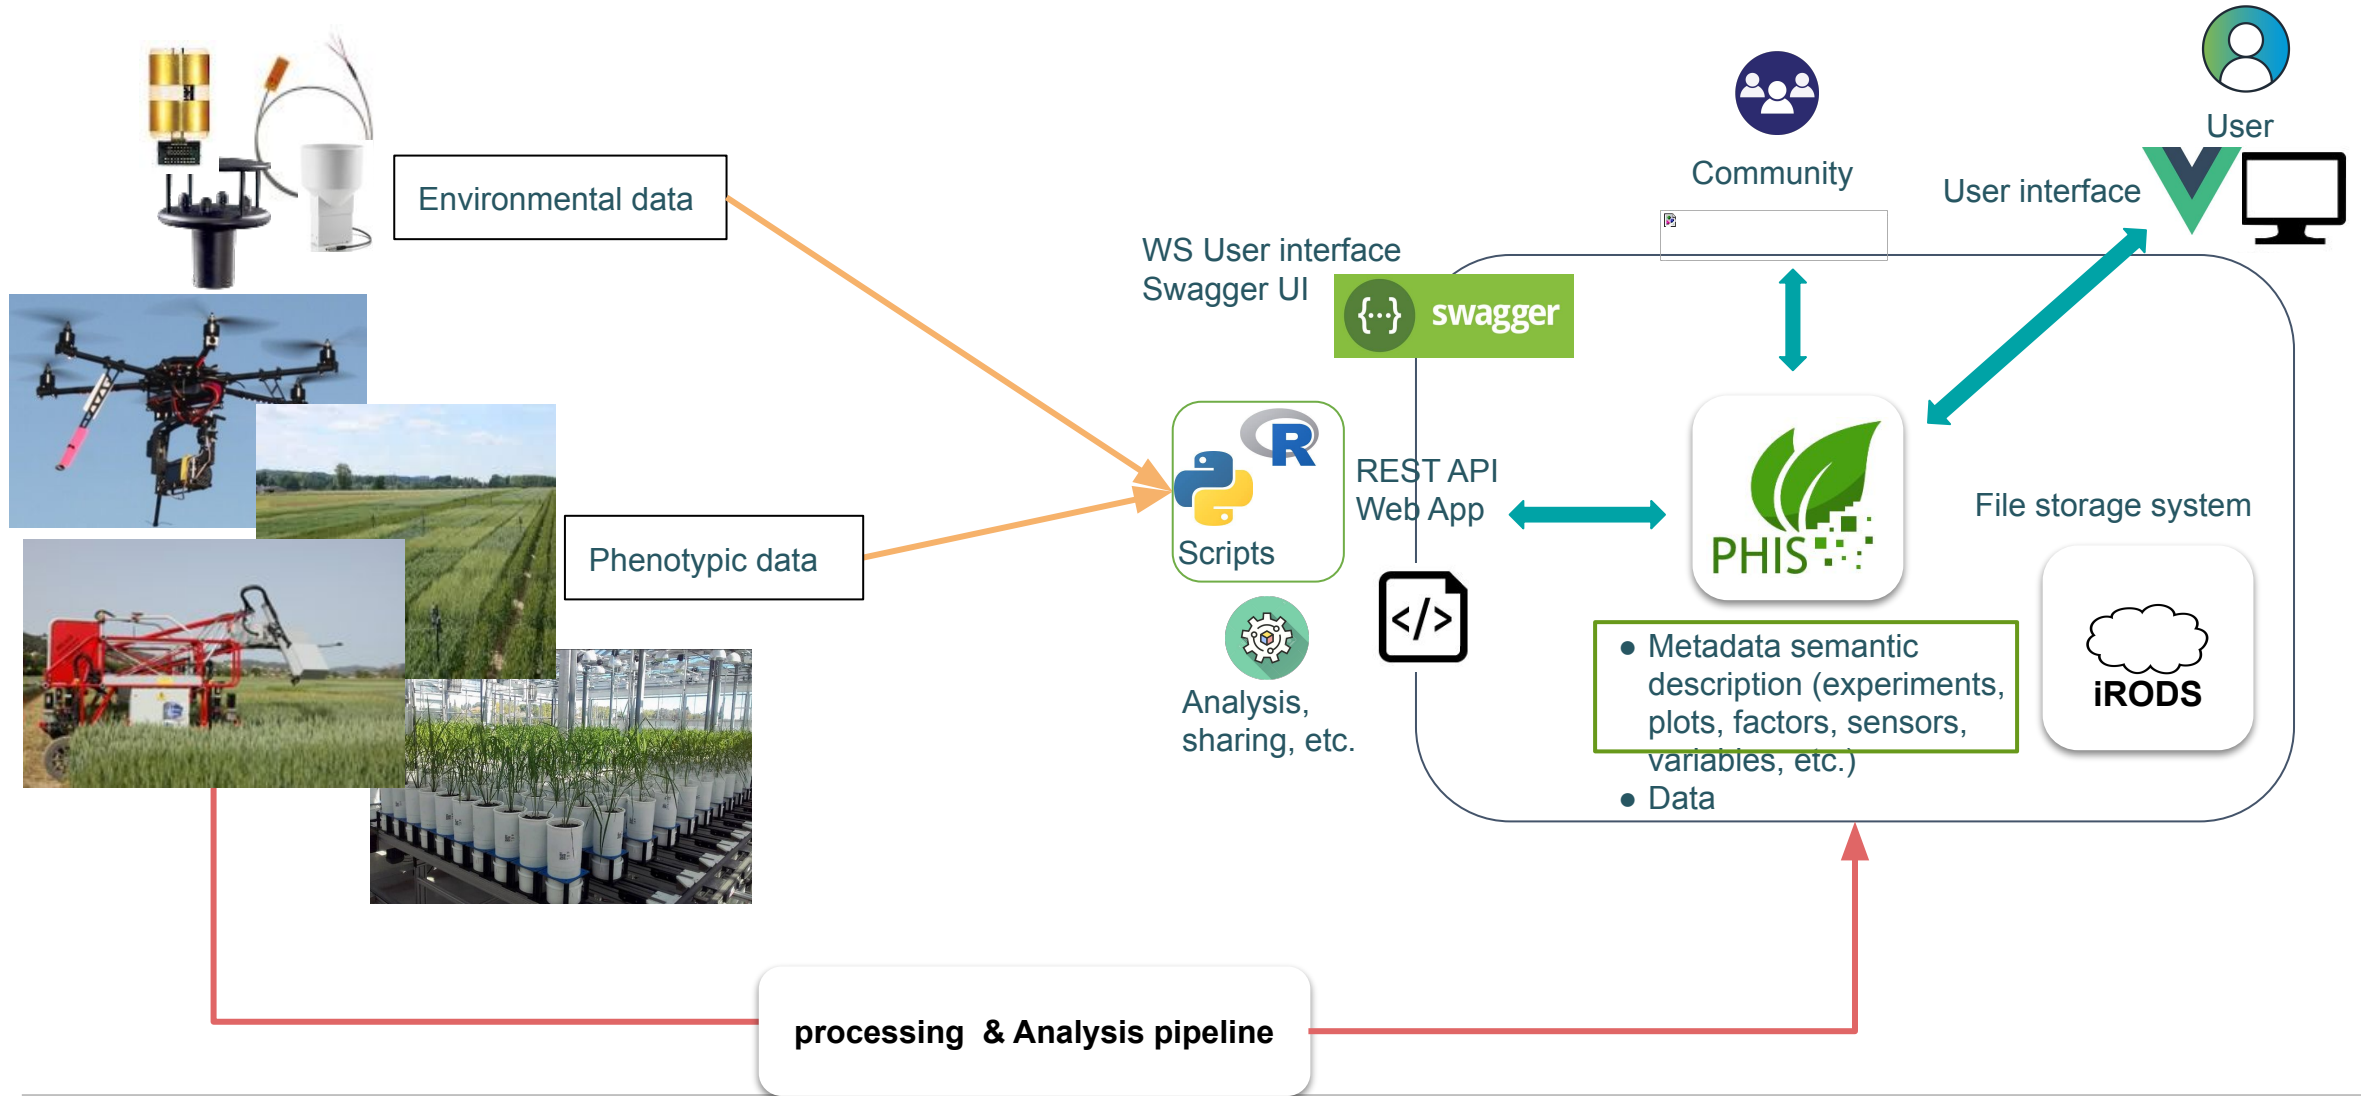 User
Community
User interface
Environmental data
WS User interface
Swagger UI
{···} swagger
R
REST API
Web App
Scripts
Phenotypic data
PHIS
File storage system
</>
iRODS
Analysis,
sharing, etc.
● Metadata semantic
description (experiments,
plots, factors, sensors,
variables, etc.)
● Data
processing & Analysis pipeline